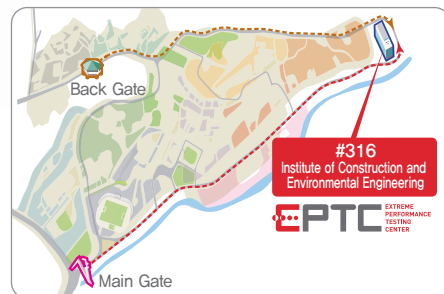 Back Gate
#316
Institute of Construction and
Environmental Engineering
EPTC EXTREME
PERFORMANCE
TESTING
CENTER
Main Gate